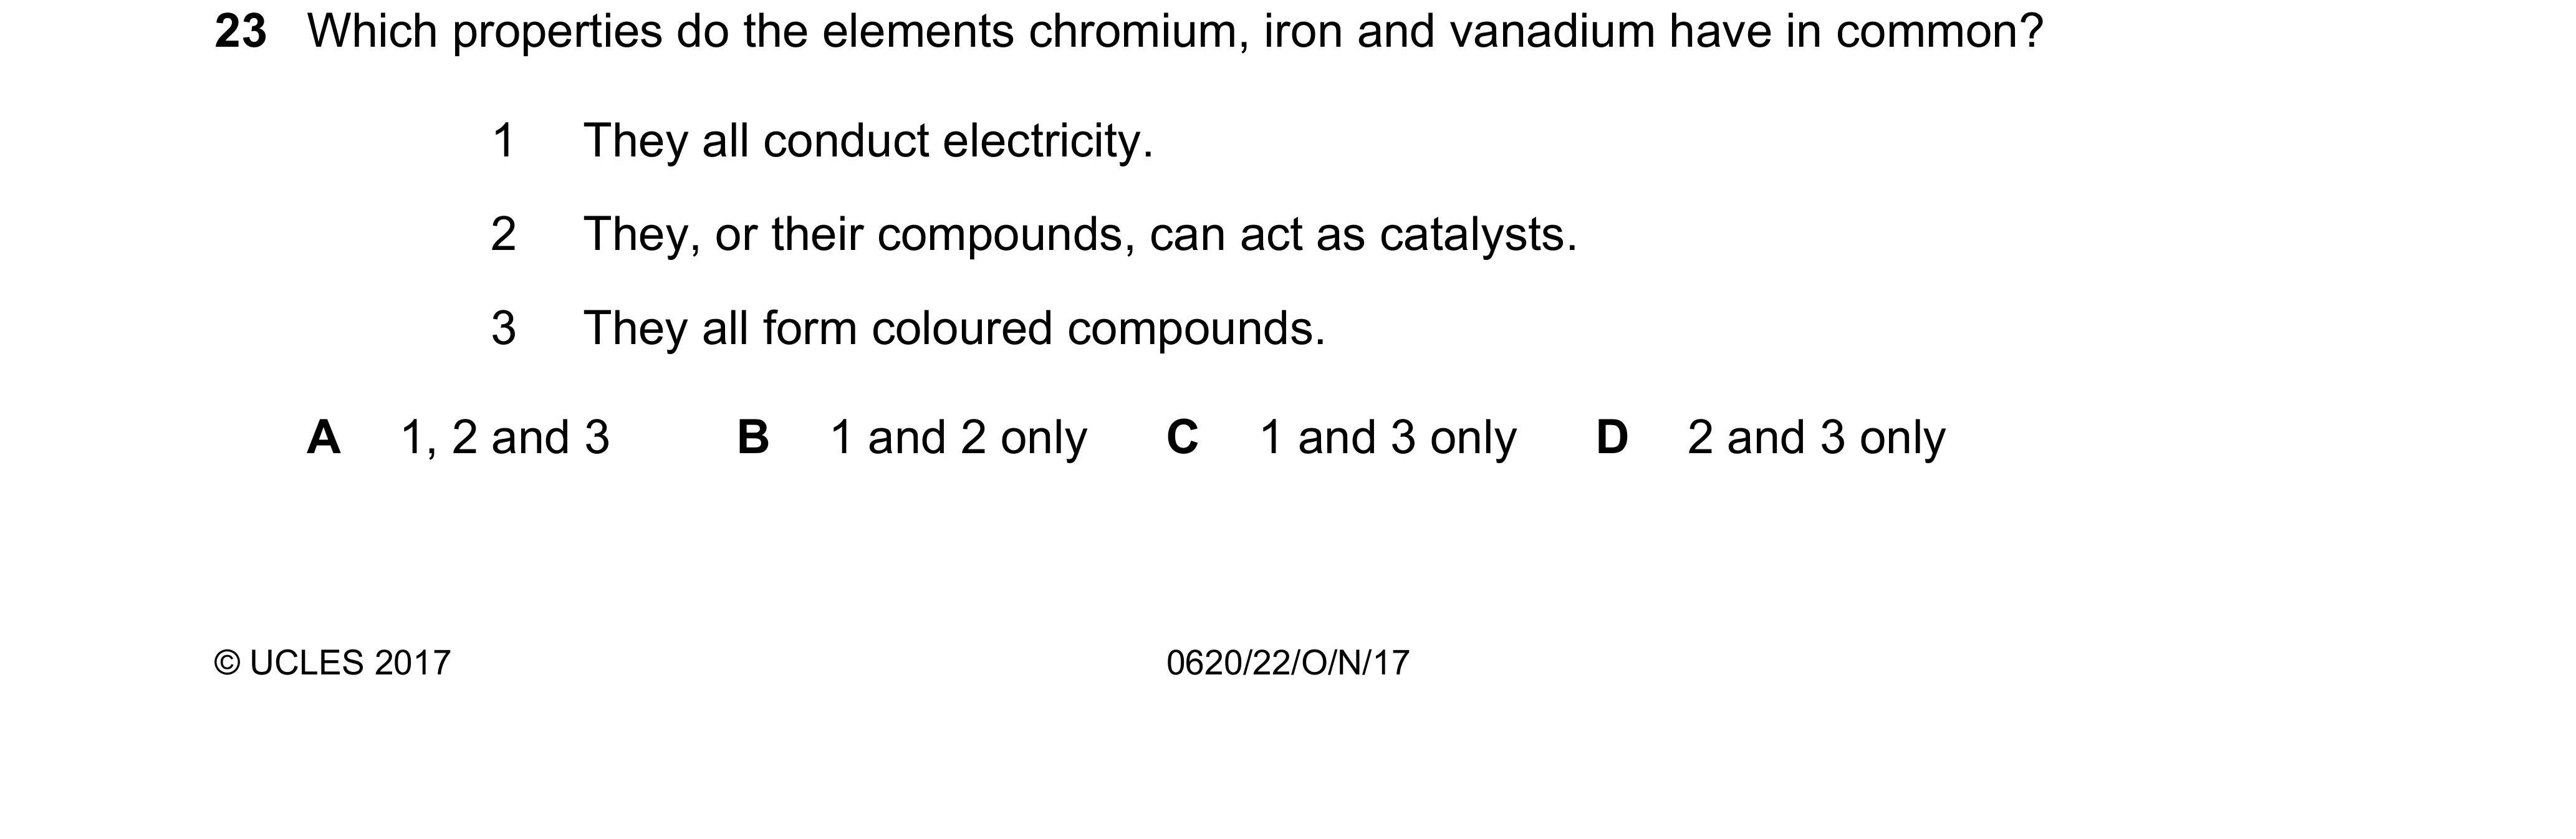 23 Which properties do the elements chromium, iron and vanadium have in common?
1 They all conduct electricity.
2 They, or their compounds, can act as catalysts.
3 They all form coloured compounds.
A 1, 2 and 3 B 1 and 2 only C 1 and 3 only D 2 and 3 only
© UCLES 2017 0620/22/O/N/17